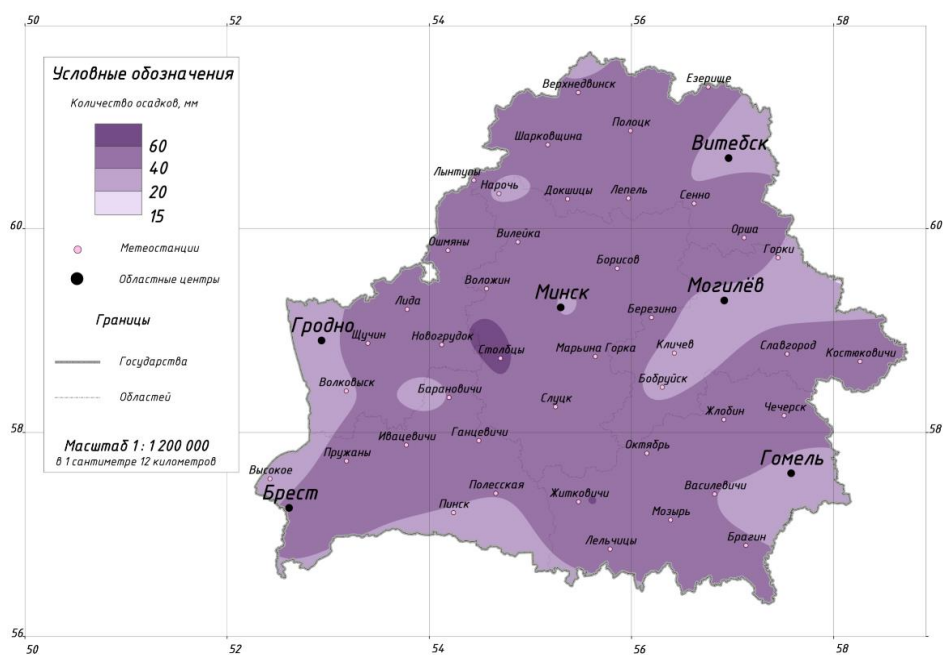 50
52
54
56
58
Условные обозначения
Количество осадков, мм
60
40
20
15
Метеостанции
Областные центры
Границы
Государства
Областей
Масштаб 1: 1 200 000
в 1 сантиметре 12 километров
Верхнедвинск
Езерище
Полоцк
Шарковщина
Витебск
Лынтупы
Нарочь
Докшицы
Лепель
Сенно
60
60
Вилейка
Орша
Ошмяны
Горки
Борисов
Воложин
Минск
Могилёв
Лида
Березино
Гродно
Щучин
Новогрудок
Столбцы
Марьина Горка
Кличев
Славгород
Костюковичи
Волковыск
Барановичи
Бобруйск
Слуцк
Жлобин
Чечерск
58
58
Ивацевичи
Ганцевичи
Октябрь
Пружаны
Гомель
Высокое
Брест
Полесская
Житковичи
Василевичи
Пинск
Мозырь
Лельчицы
Брагин
56
56
50
52
54
56
58